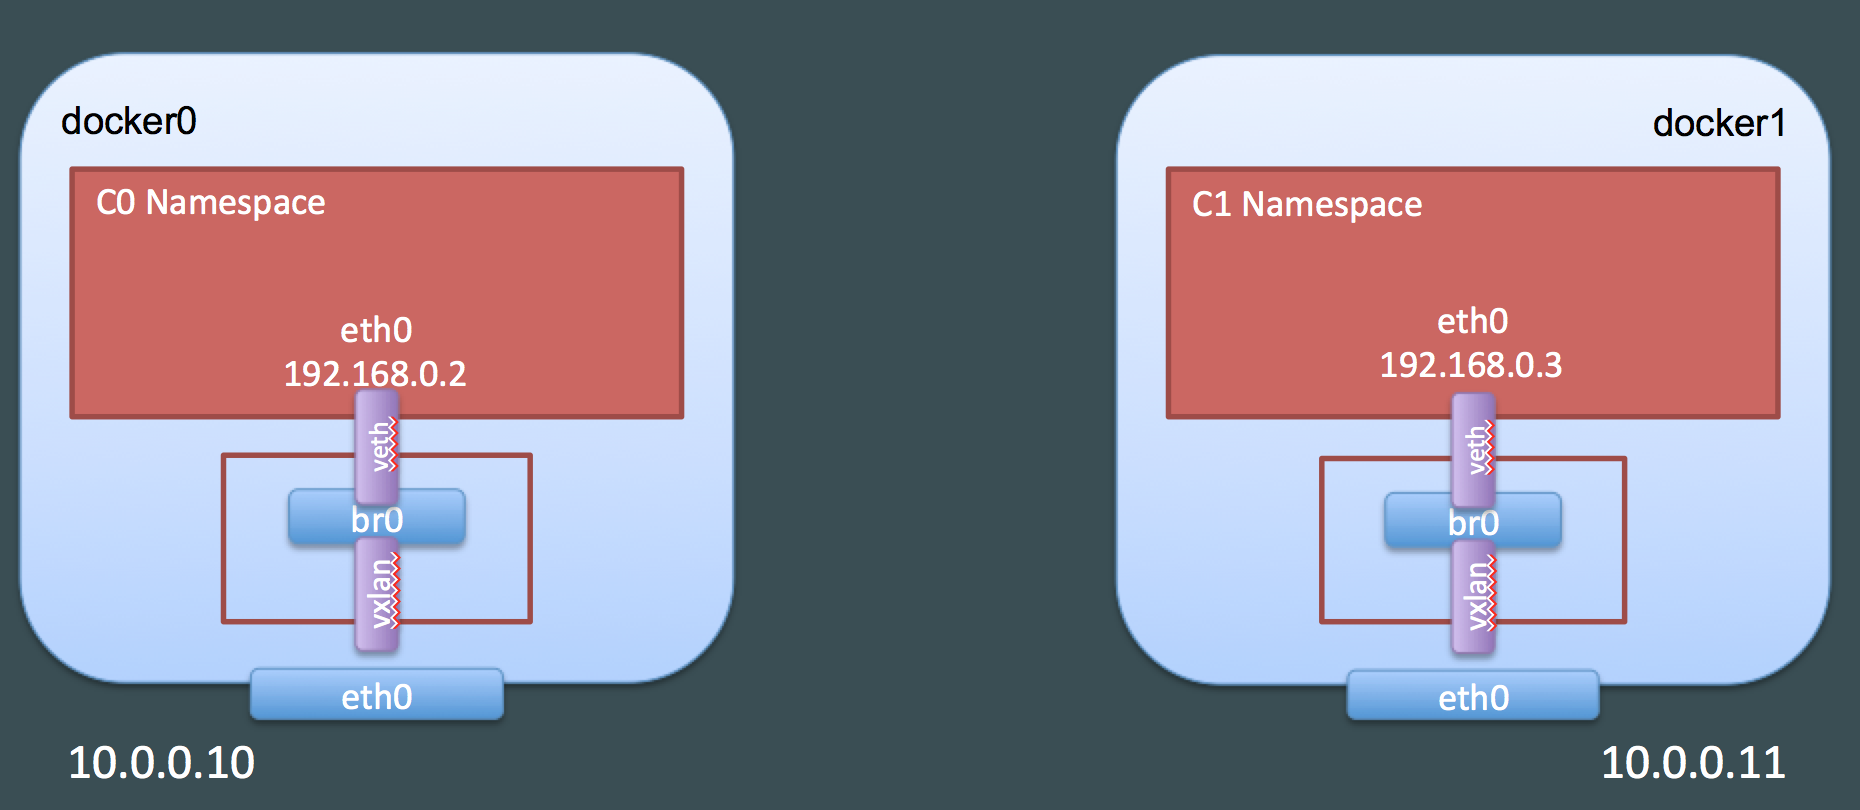 docker0
C0 Namespace
eth0
192.168.0.2
veth
br0
vxlan
eth0
10.0.0.10
docker1
C1 Namespace
eth0
192.168.0.3
veth
br0
vxlan
eth0
10.0.0.11